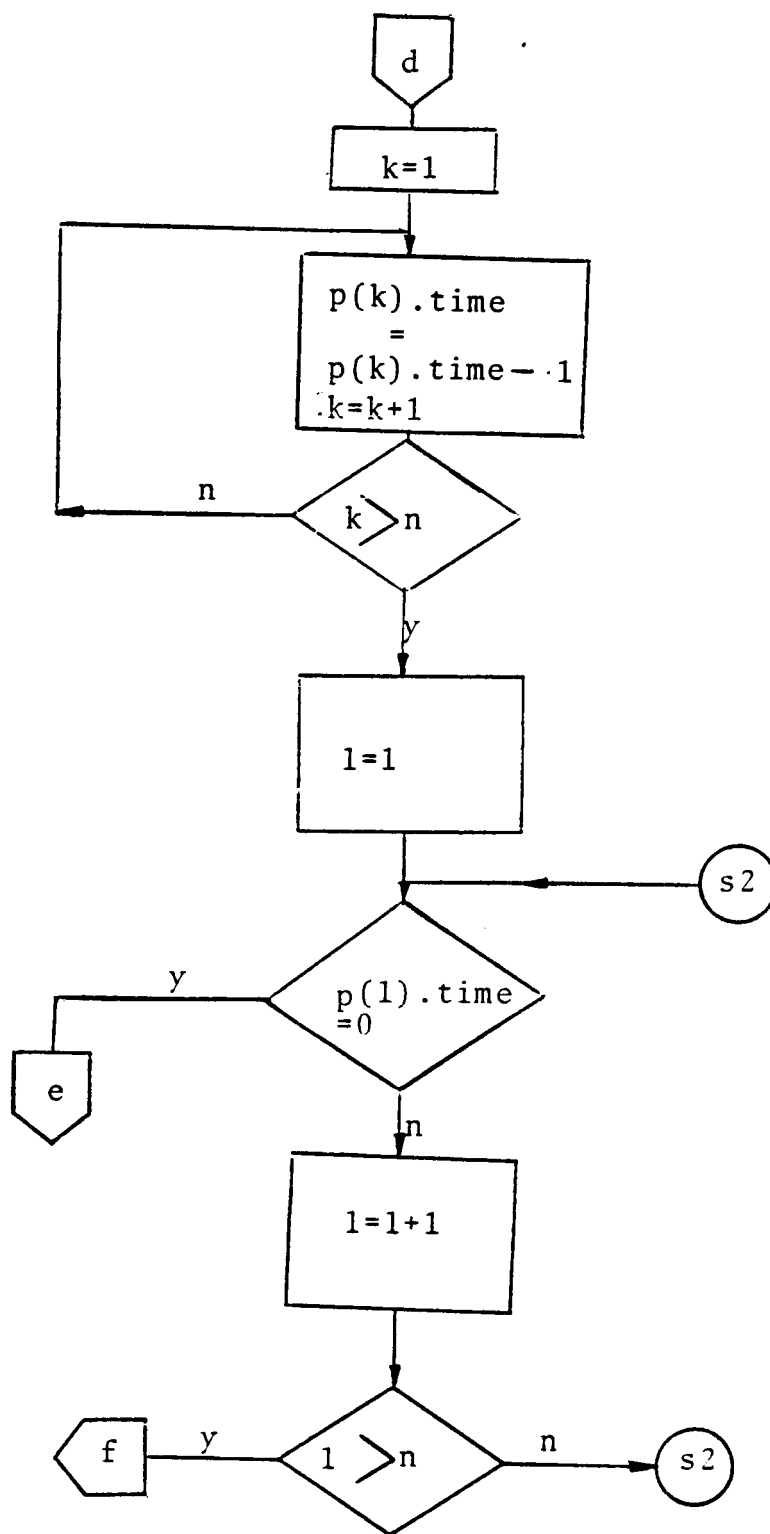 d
k=1
p(k).time
=
p(k).time-1
k=k+1
n
k>n
y
l=1
s2
y
p(l).time
=0
e
n
l=l+1
f
y
l>n
n
s2